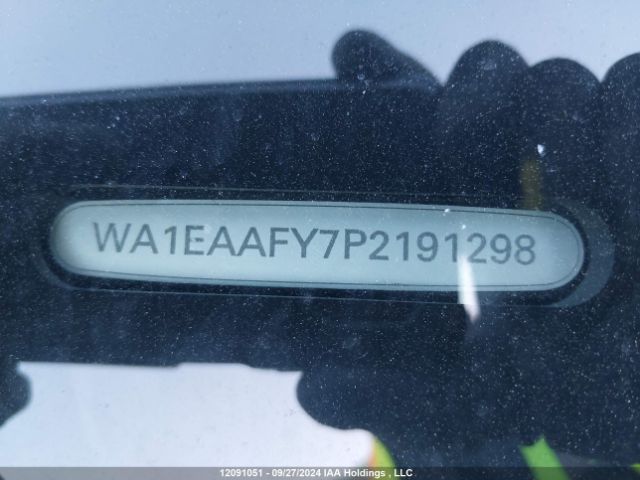 WA1EAAFY7P2191298
12091051 - 09/27/2024 IAA Holdings , LLC